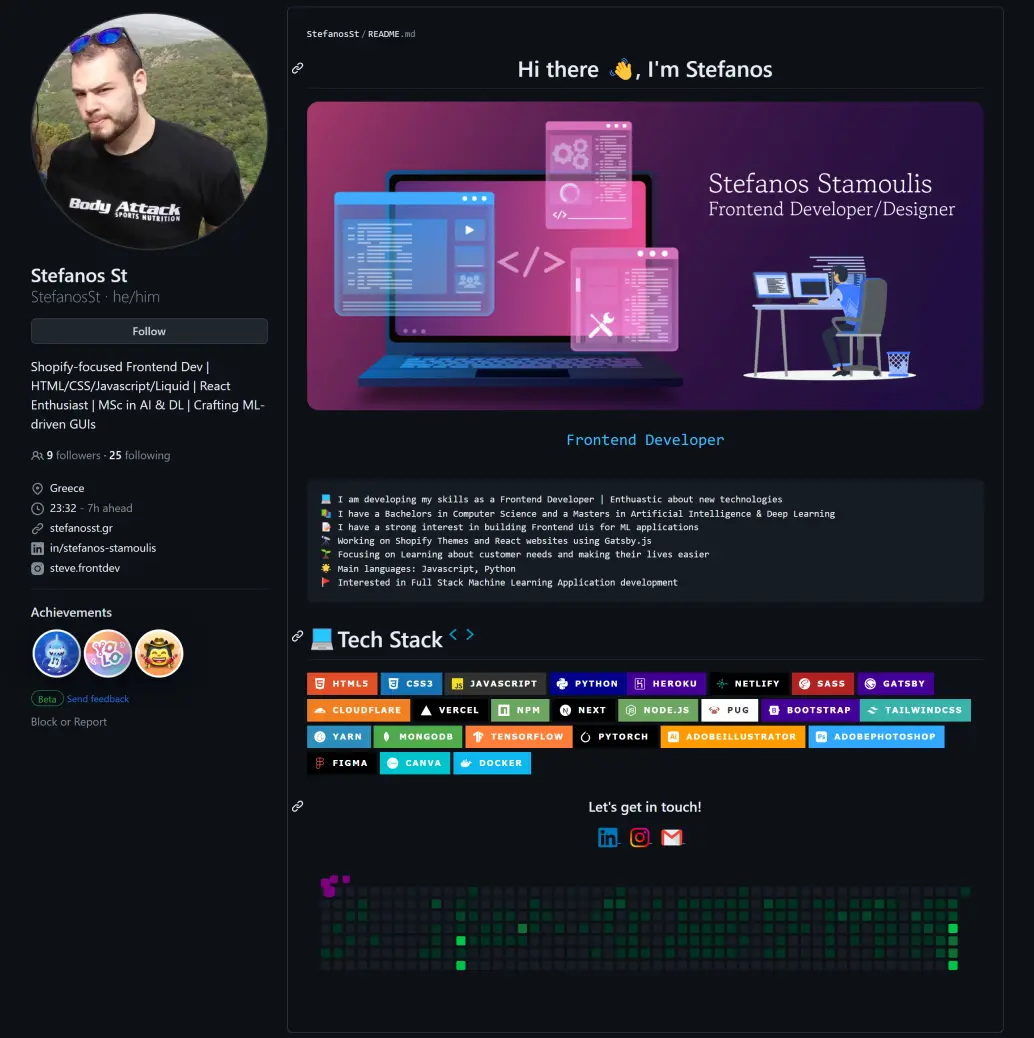 Body Attack
SPORTS NUTRITION
Stefanos St
StefanosSt · he/him
Follow
Shopify-focused Frontend Dev |
HTML/CSS/Javascript/Liquid | React
Enthusiast | MSc in AI & DL | Crafting ML-
driven GUIs
9 followers · 25 following
Greece
23:32 - 7h ahead
stefanosst.gr
in/stefanos-stamoulis
steve.frontdev
Achievements
YOLO
Beta Send feedback
Block or Report
StefanosSt / README.md
Hi there 👋, I'm Stefanos
</>
</>
Stefanos Stamoulis
Frontend Developer/Designer
Frontend Developer
💻 I am developing my skills as a Frontend Developer | Enthuastic about new technologies
📚 I have a Bachelors in Computer Science and a Masters in Artificial Intelligence & Deep Learning
📝 I have a strong interest in building Frontend Uis for ML applications
🔭 Working on Shopify Themes and React websites using Gatsby.js
🌱 Focusing on Learning about customer needs and making their lives easier
🌟 Main languages: Javascript, Python
🚩 Interested in Full Stack Machine Learning Application development
💻 Tech Stack < >
HTML5 CSS3 JAVASCRIPT PYTHON HEROKU NETLIFY SASS GATSBY
CLOUDFLARE VERCEL NPM NEXT NODE.JS PUG BOOTSTRAP TAILWINDCSS
YARN MONGODB TENSORFLOW PYTORCH ADOBEILLUSTRATOR ADOBEPHOTOSHOP
FIGMA CANVA DOCKER
Let's get in touch!